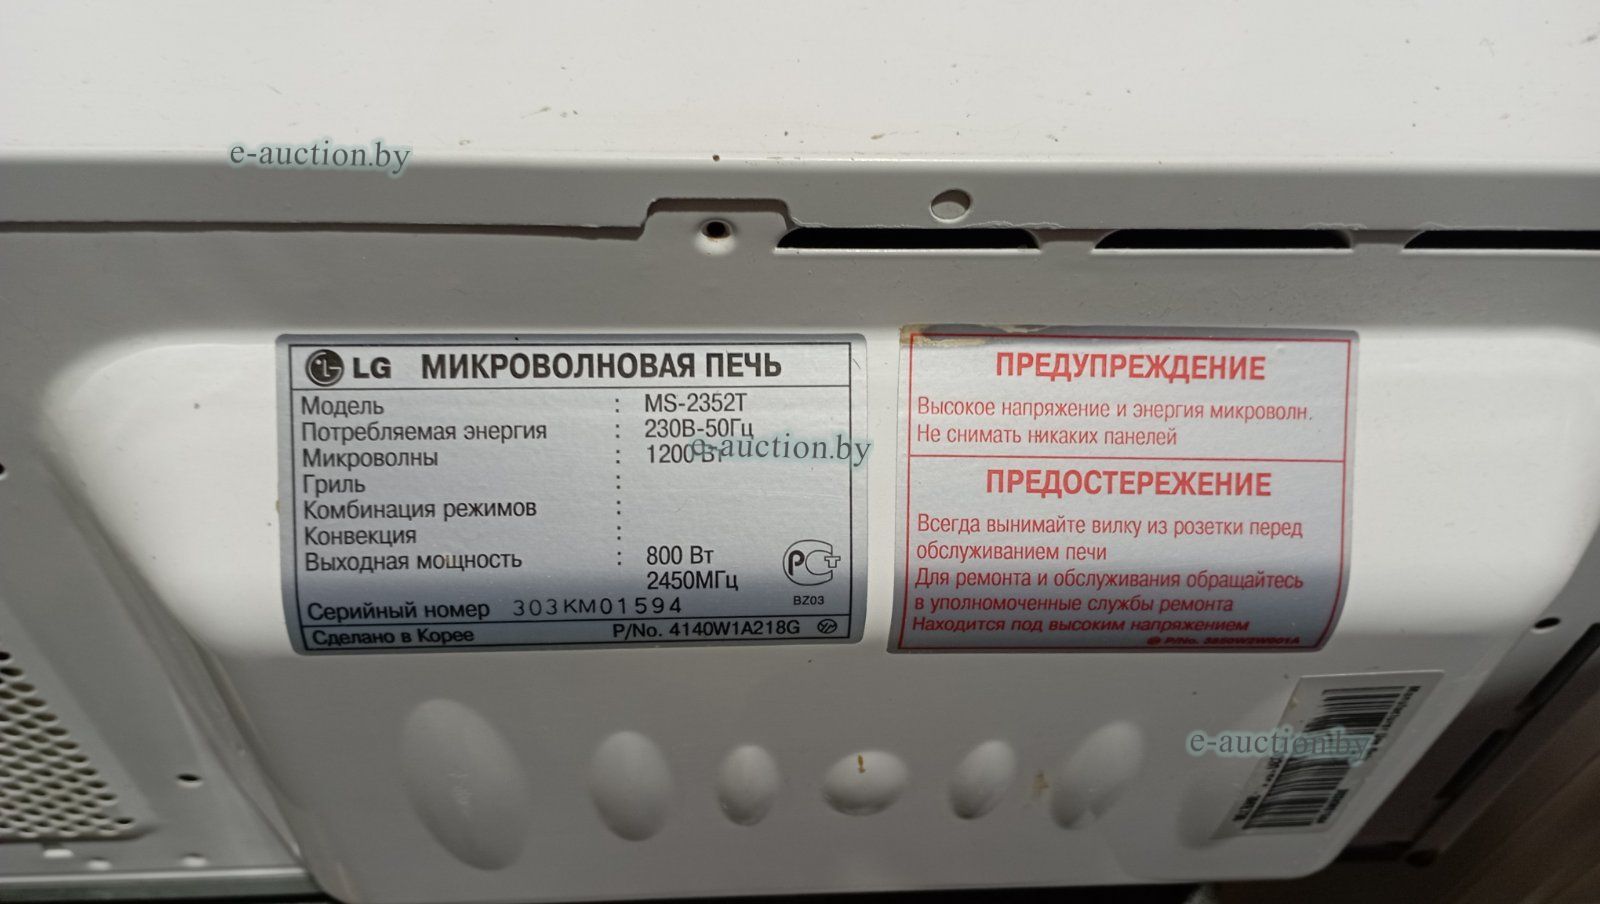 e-auction.by
LG МИКРОВОЛНОВАЯ ПЕЧЬ
Модель : MS-2352T
Потребляемая энергия : 230В-50Гц
Микроволны : 1200 Вт
e-auction.by
Гриль :
Комбинация режимов :
Конвекция :
Выходная мощность : 800 Вт
2450МГц
PCT
BZ03
Серийный номер 303KM01594
Сделано в Корее P/No. 4140W1A218G
ПРЕДУПРЕЖДЕНИЕ
Высокое напряжение и энергия микроволн.
Не снимать никаких панелей
ПРЕДОСТЕРЕЖЕНИЕ
Всегда вынимайте вилку из розетки перед
обслуживанием печи
Для ремонта и обслуживания обращайтесь
в уполномоченные службы ремонта
Находится под высоким напряжением
P/No. 3850W2W001A
e-auction.by